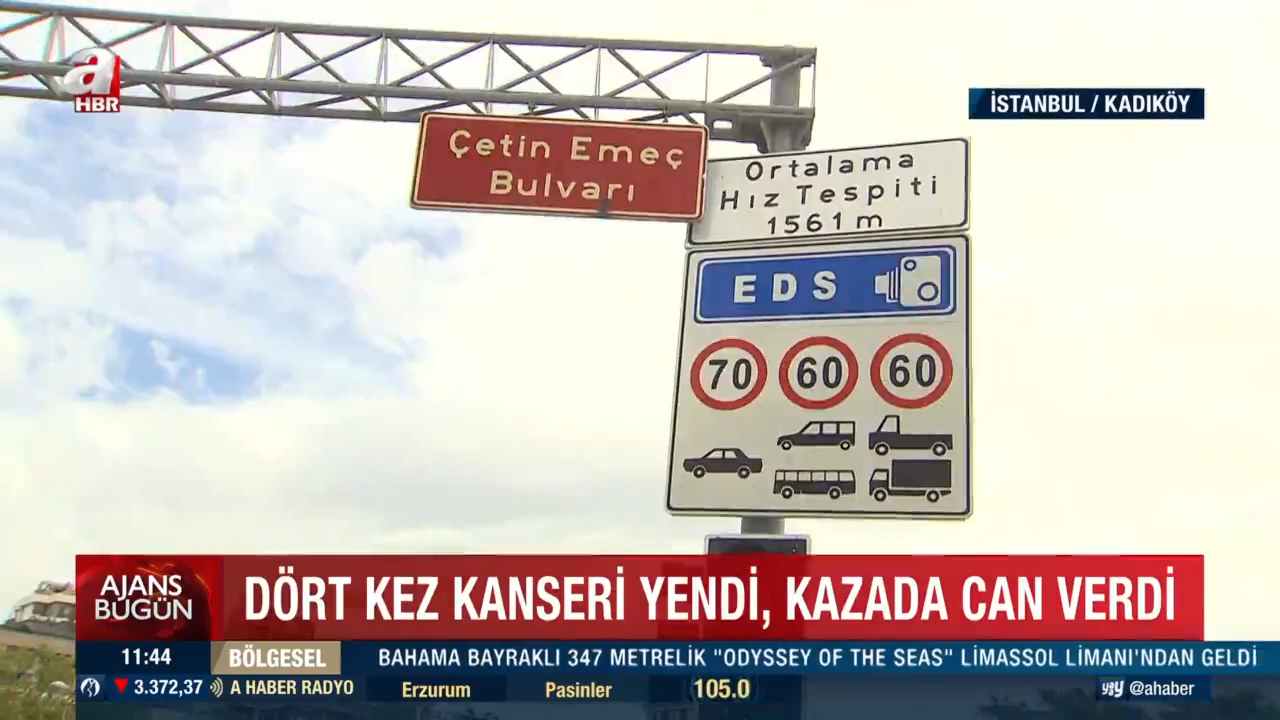 a
HBR
İSTANBUL / KADIKÖY
Çetin Emeç
Bulvarı
Ortalama
Hız Tespiti
1561 m
EDS
70 60 60
AJANS
BUGÜN
DÖRT KEZ KANSERİ YENDİ, KAZADA CAN VERDİ
11:44 BÖLGESEL BAHAMA BAYRAKLI 347 METRELİK "ODYSSEY OF THE SEAS" LİMASSOL LİMANI'NDAN GELDİ
3.372,37 A HABER RADYO Erzurum Pasinler 105.0 @ahaber